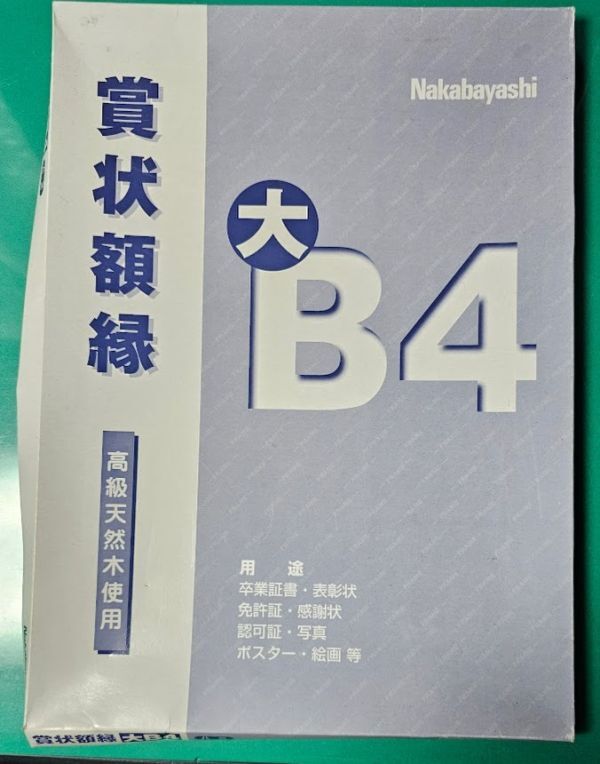 Nakabayashi
賞状額縁
高級天然木使用
大
B4
用 途
卒業証書・表彰状
免許証・感謝状
認可証・写真
ポスター・絵画 等
賞状額縁 大B4